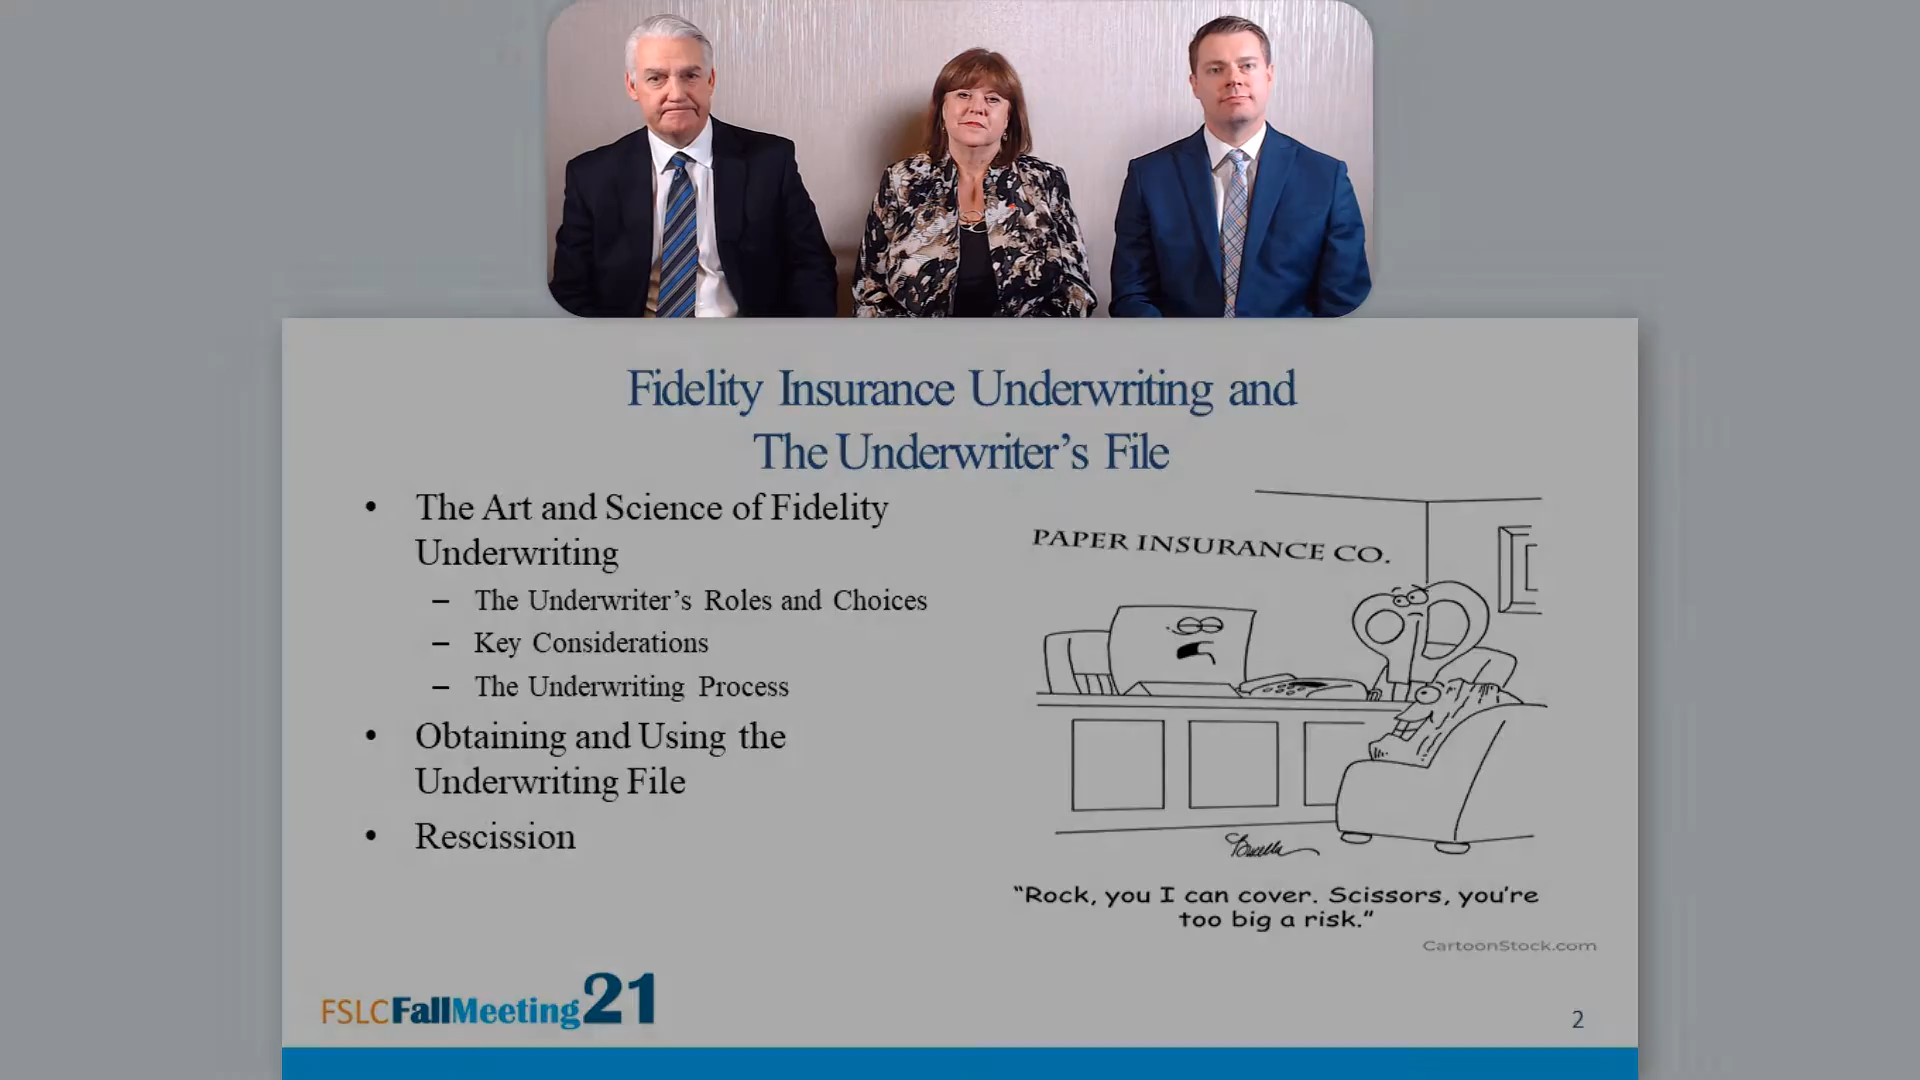 Fidelity Insurance Underwriting and
The Underwriter's File
• The Art and Science of Fidelity
Underwriting
– The Underwriter's Roles and Choices
– Key Considerations
– The Underwriting Process
• Obtaining and Using the
Underwriting File
• Rescission
PAPER INSURANCE CO.
"Rock, you I can cover. Scissors, you're
too big a risk."
CartoonStock.com
FSLCFallMeeting21
2